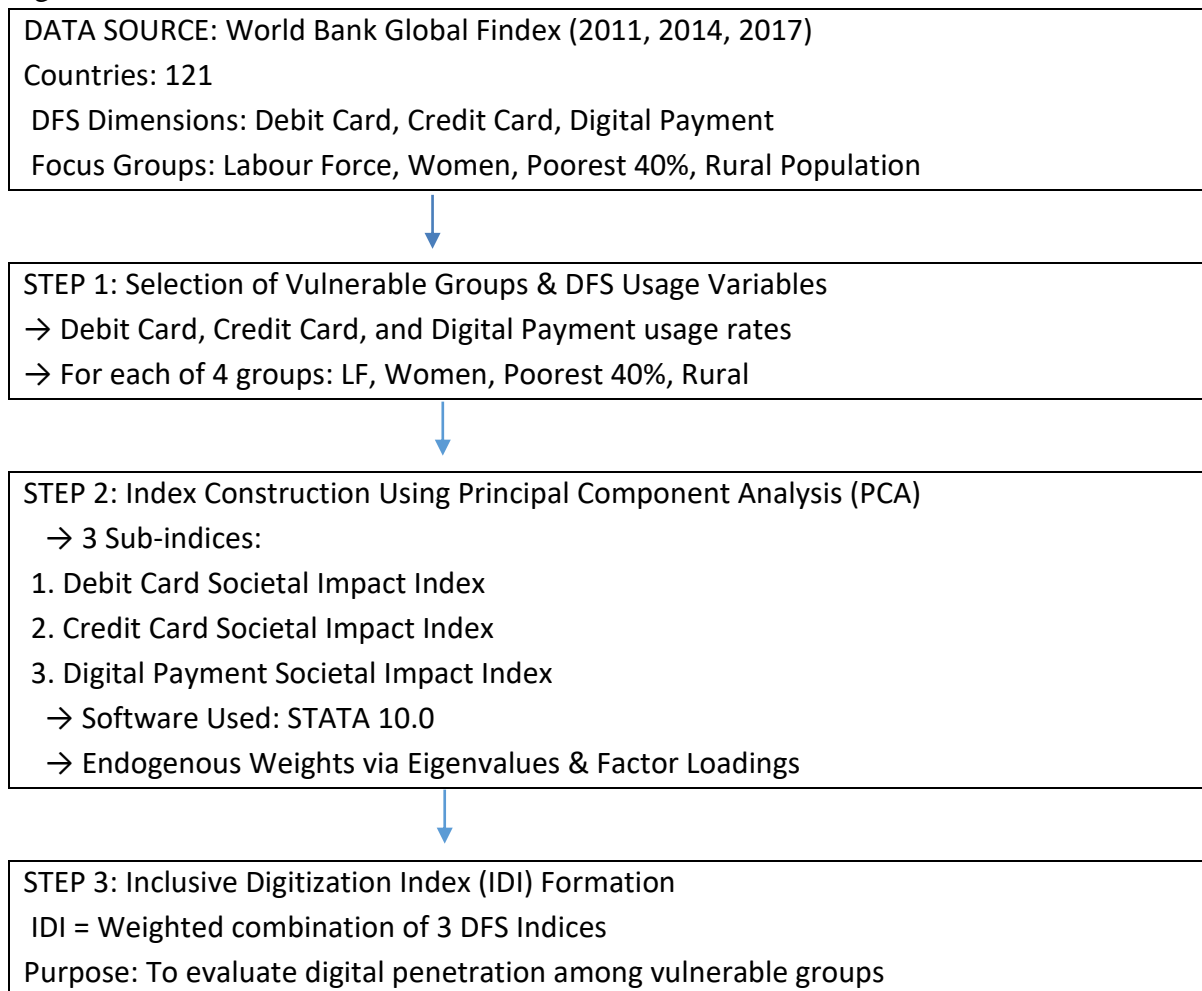 DATA SOURCE: World Bank Global Findex (2011, 2014, 2017)
Countries: 121
DFS Dimensions: Debit Card, Credit Card, Digital Payment
Focus Groups: Labour Force, Women, Poorest 40%, Rural Population
STEP 1: Selection of Vulnerable Groups & DFS Usage Variables
→ Debit Card, Credit Card, and Digital Payment usage rates
→ For each of 4 groups: LF, Women, Poorest 40%, Rural
STEP 2: Index Construction Using Principal Component Analysis (PCA)
→ 3 Sub-indices:
1. Debit Card Societal Impact Index
2. Credit Card Societal Impact Index
3. Digital Payment Societal Impact Index
→ Software Used: STATA 10.0
→ Endogenous Weights via Eigenvalues & Factor Loadings
STEP 3: Inclusive Digitization Index (IDI) Formation
IDI = Weighted combination of 3 DFS Indices
Purpose: To evaluate digital penetration among vulnerable groups